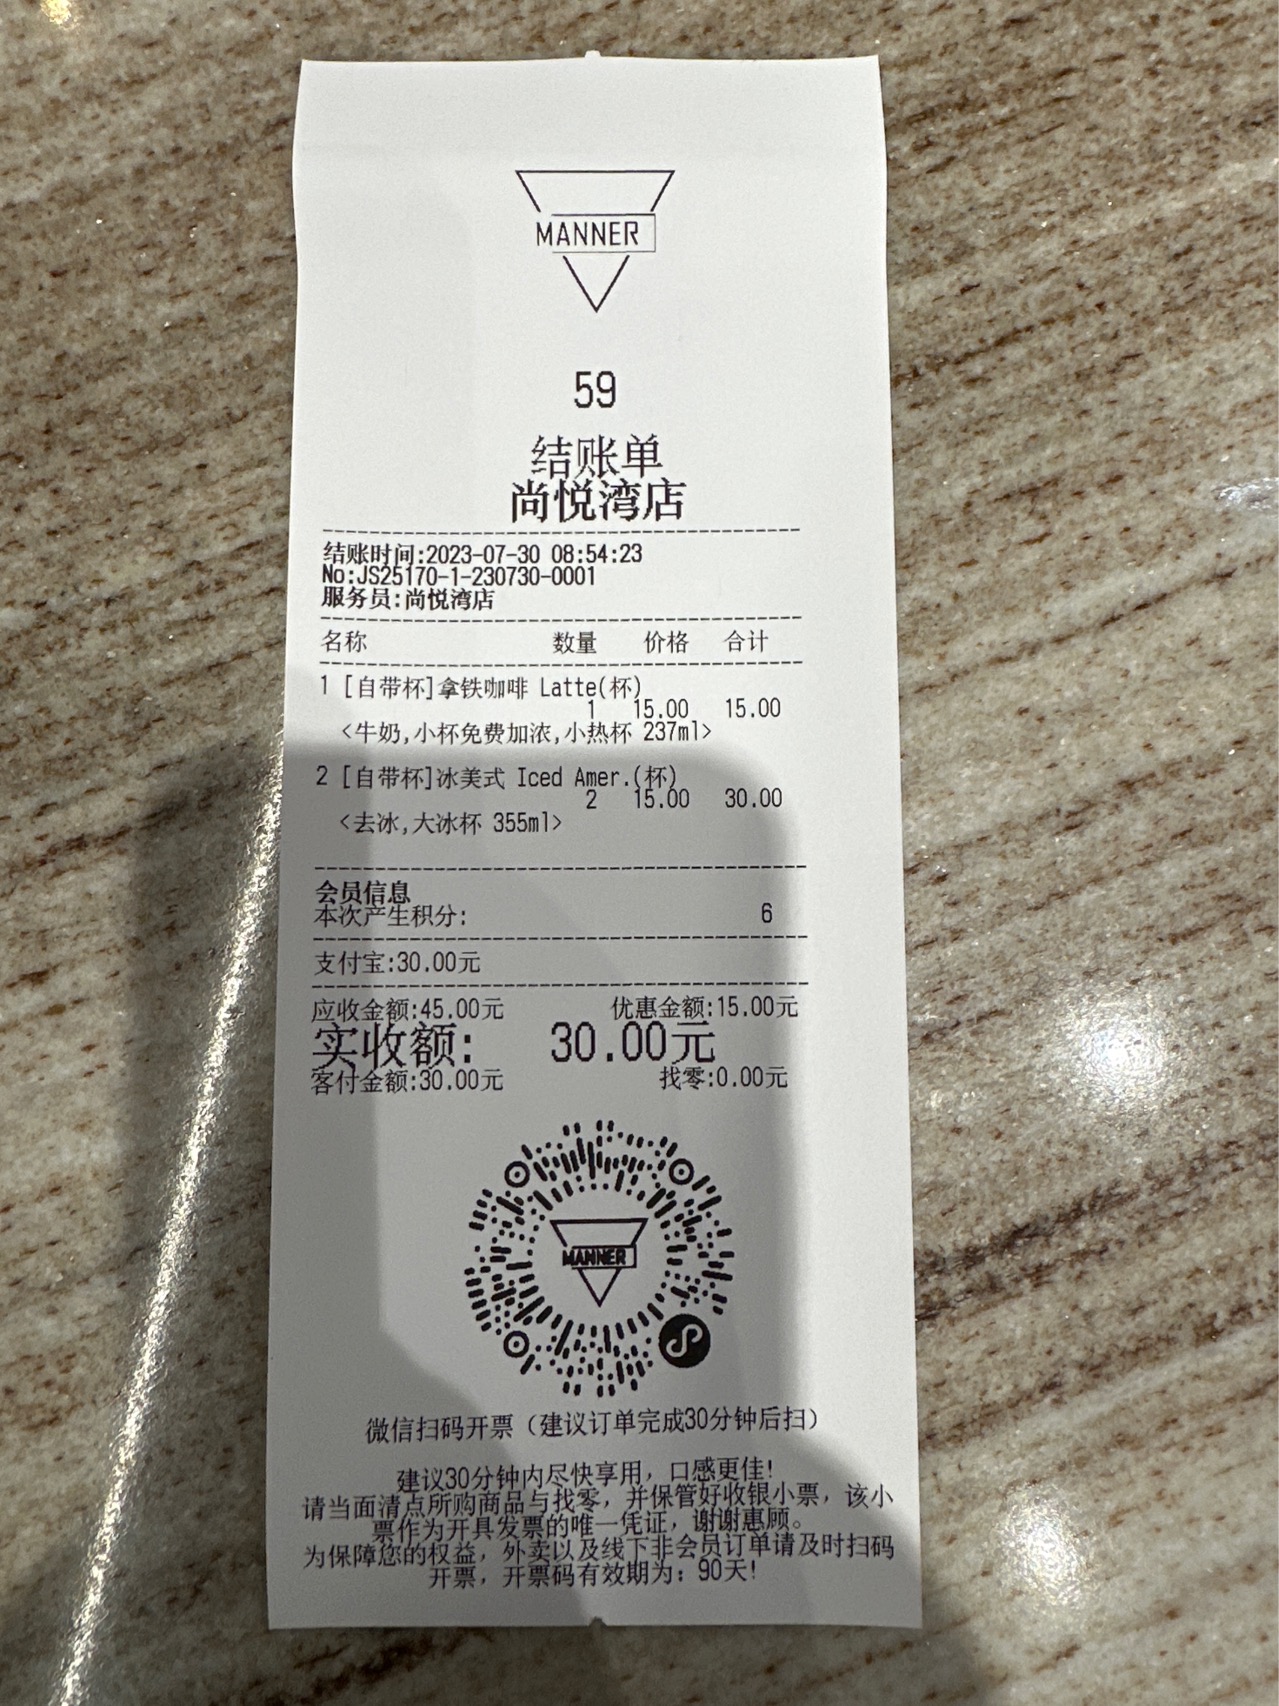 MANNER
59
结账单
尚悦湾店
结账时间:2023-07-30 08:54:23
No:JS25170-1-230730-0001
服务员:尚悦湾店
名称 数量 价格 合计
1 [自带杯]拿铁咖啡 Latte(杯)
1 15.00 15.00
<牛奶,小杯免费加浓,小热杯 237ml>
2 [自带杯]冰美式 Iced Amer.(杯)
2 15.00 30.00
<去冰,大冰杯 355ml>
会员信息
本次产生积分: 6
支付宝:30.00元
应收金额:45.00元 优惠金额:15.00元
实收额: 30.00元
客付金额:30.00元 找零:0.00元
MANNER
微信扫码开票（建议订单完成30分钟后扫）
建议30分钟内尽快享用，口感更佳!
请当面清点所购商品与找零，并保管好收银小票，该小
票作为开具发票的唯一凭证，谢谢惠顾。
为保障您的权益，外卖以及线下非会员订单请及时扫码
开票，开票码有效期为：90天!